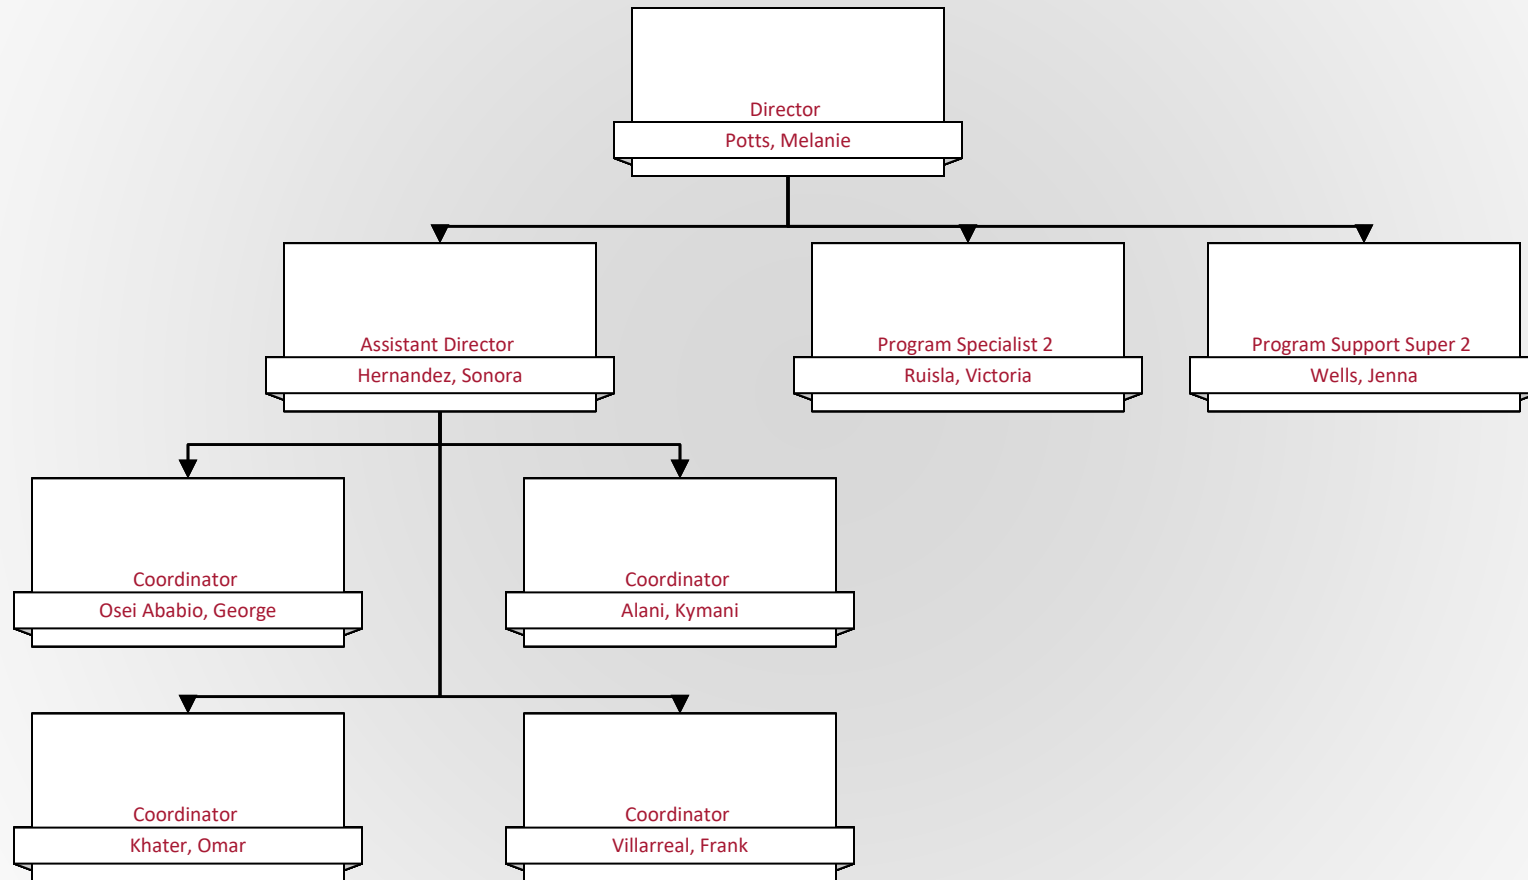 Director
Potts, Melanie
Assistant Director
Hernandez, Sonora
Program Specialist 2
Ruisla, Victoria
Program Support Super 2
Wells, Jenna
Coordinator
Osei Ababio, George
Coordinator
Alani, Kymani
Coordinator
Khater, Omar
Coordinator
Villarreal, Frank